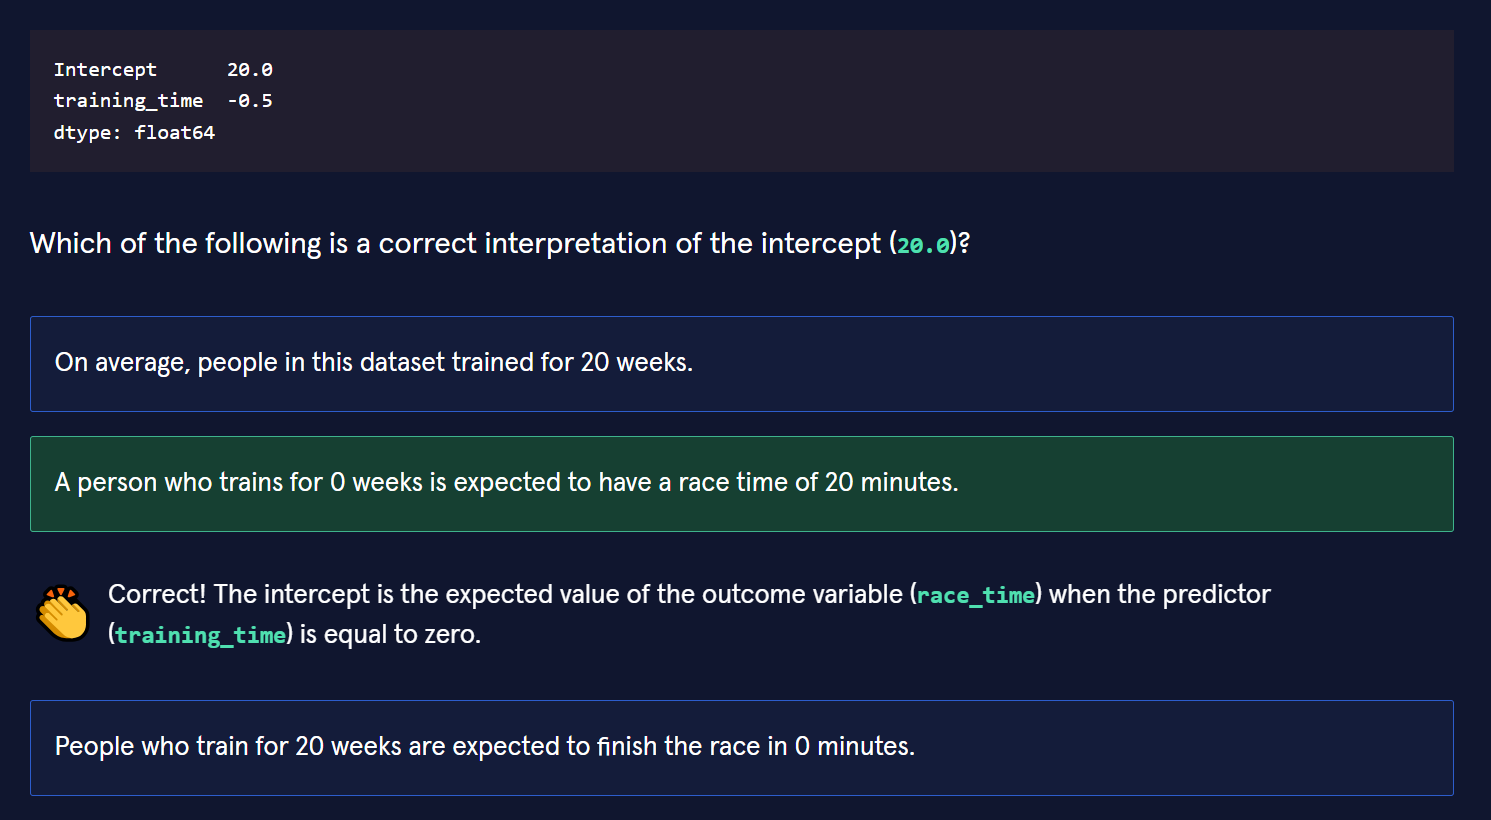 Intercept 20.0
training_time -0.5
dtype: float64
Which of the following is a correct interpretation of the intercept (20.0)?
On average, people in this dataset trained for 20 weeks.
A person who trains for 0 weeks is expected to have a race time of 20 minutes.
Correct! The intercept is the expected value of the outcome variable (race_time) when the predictor
(training_time) is equal to zero.
People who train for 20 weeks are expected to finish the race in 0 minutes.